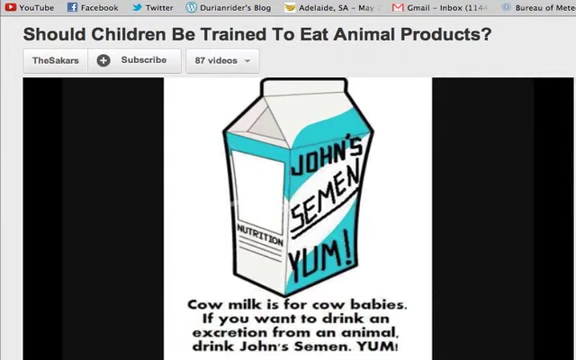 YouTube Facebook Twitter Durianrider's Blog Adelaide, SA - May Gmail - Inbox (114 Bureau of Mete
Should Children Be Trained To Eat Animal Products?
TheSakars Subscribe 87 videos
JOHN'S
SEMEN
YUM!
NUTRITION
Cow milk is for cow babies.
If you want to drink an
excretion from an animal,
drink John's Semen. YUM!